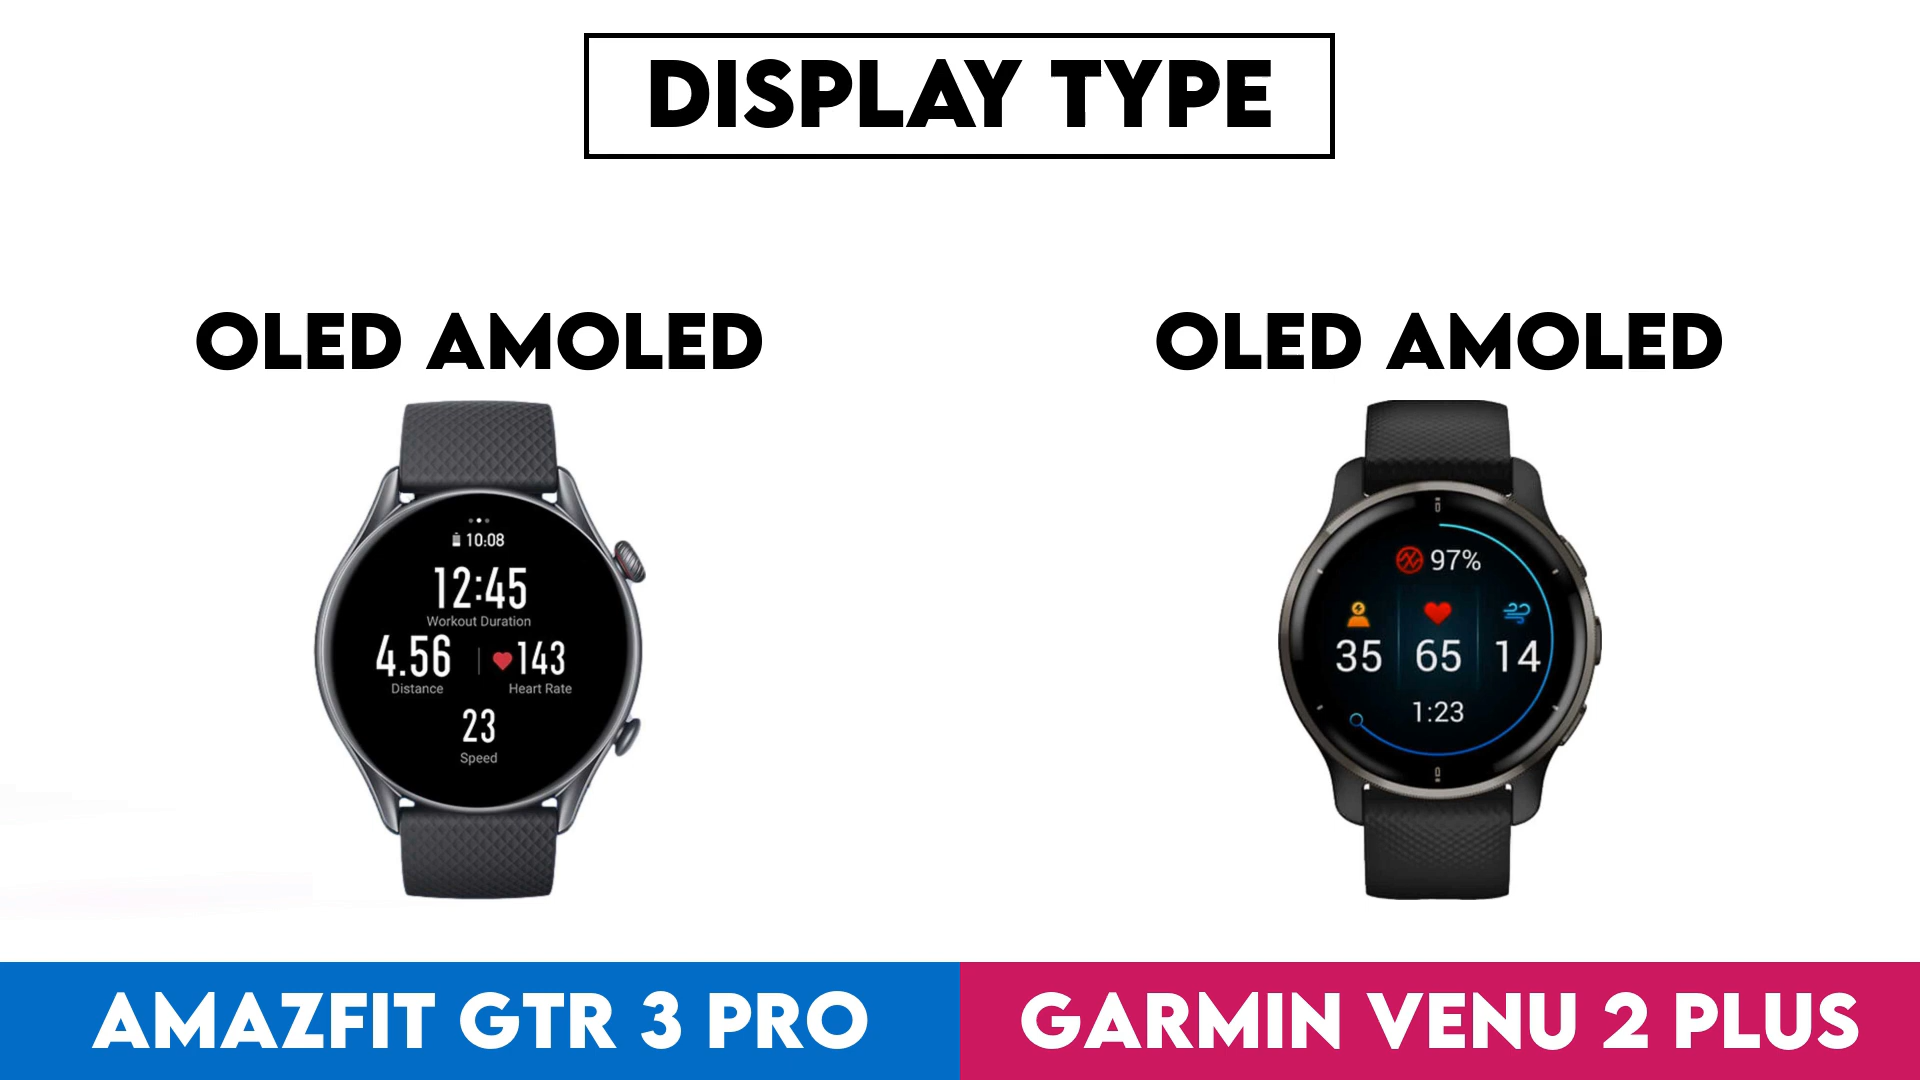 DISPLAY TYPE
OLED AMOLED
10:08
12:45
Workout Duration
4.56
143
Distance
Heart Rate
23
Speed
AMAZFIT GTR 3 PRO
OLED AMOLED
97%
35 65 14
1:23
GARMIN VENU 2 PLUS